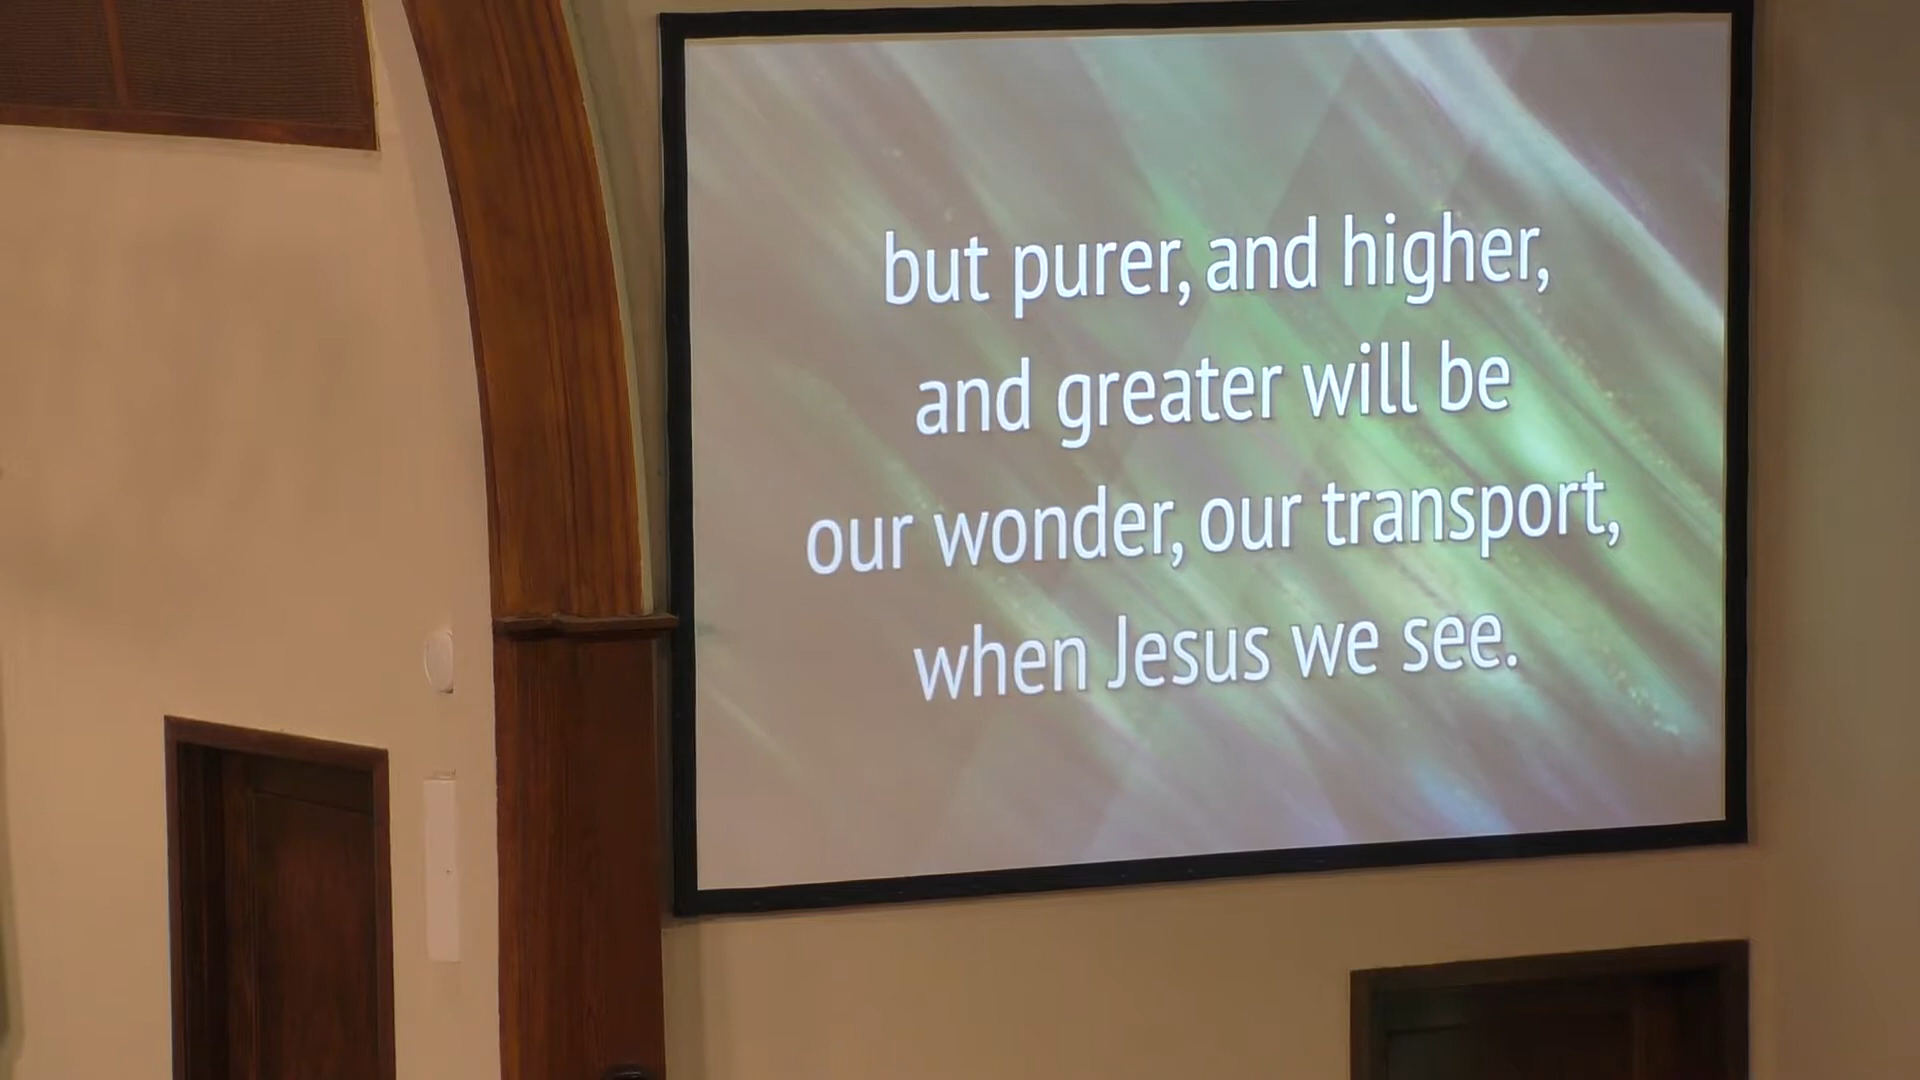 but purer, and higher,
and greater will be
our wonder, our transport,
when Jesus we see.